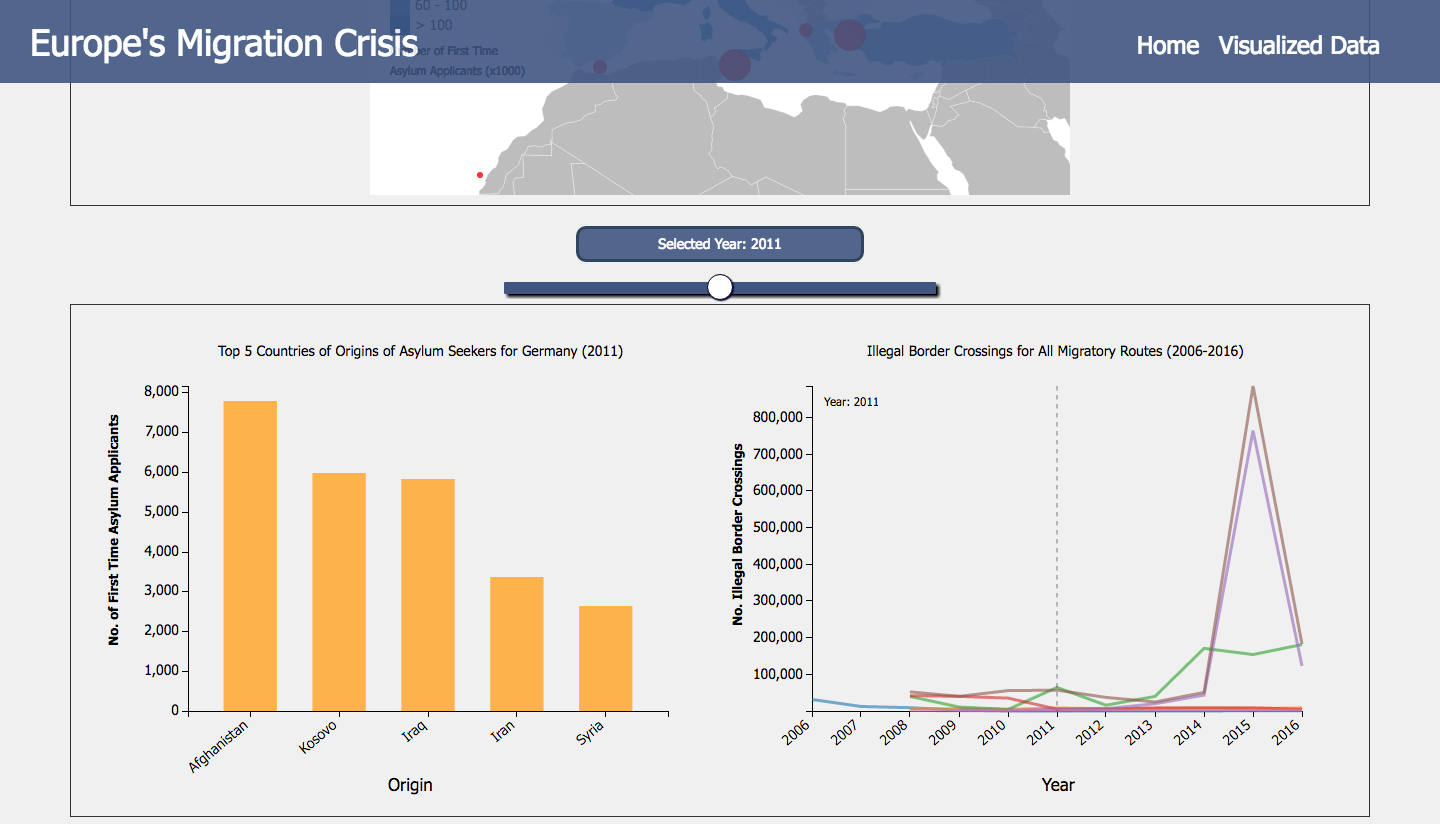 60 - 100
> 100
Europe's Migration Crisis
Home Visualized Data
of First Time
Asylum Applicants (x1000)
Selected Year: 2011
Top 5 Countries of Origins of Asylum Seekers for Germany (2011)
8,000
7,000
6,000
5,000
4,000
3,000
2,000
1,000
0
No. of First Time Asylum Applicants
Afghanistan
Kosovo
Iraq
Iran
Syria
Origin
Illegal Border Crossings for All Migratory Routes (2006-2016)
Year: 2011
800,000
700,000
600,000
500,000
400,000
300,000
200,000
100,000
No. Illegal Border Crossings
2006
2007
2008
2009
2010
2011
2012
2013
2014
2015
2016
Year